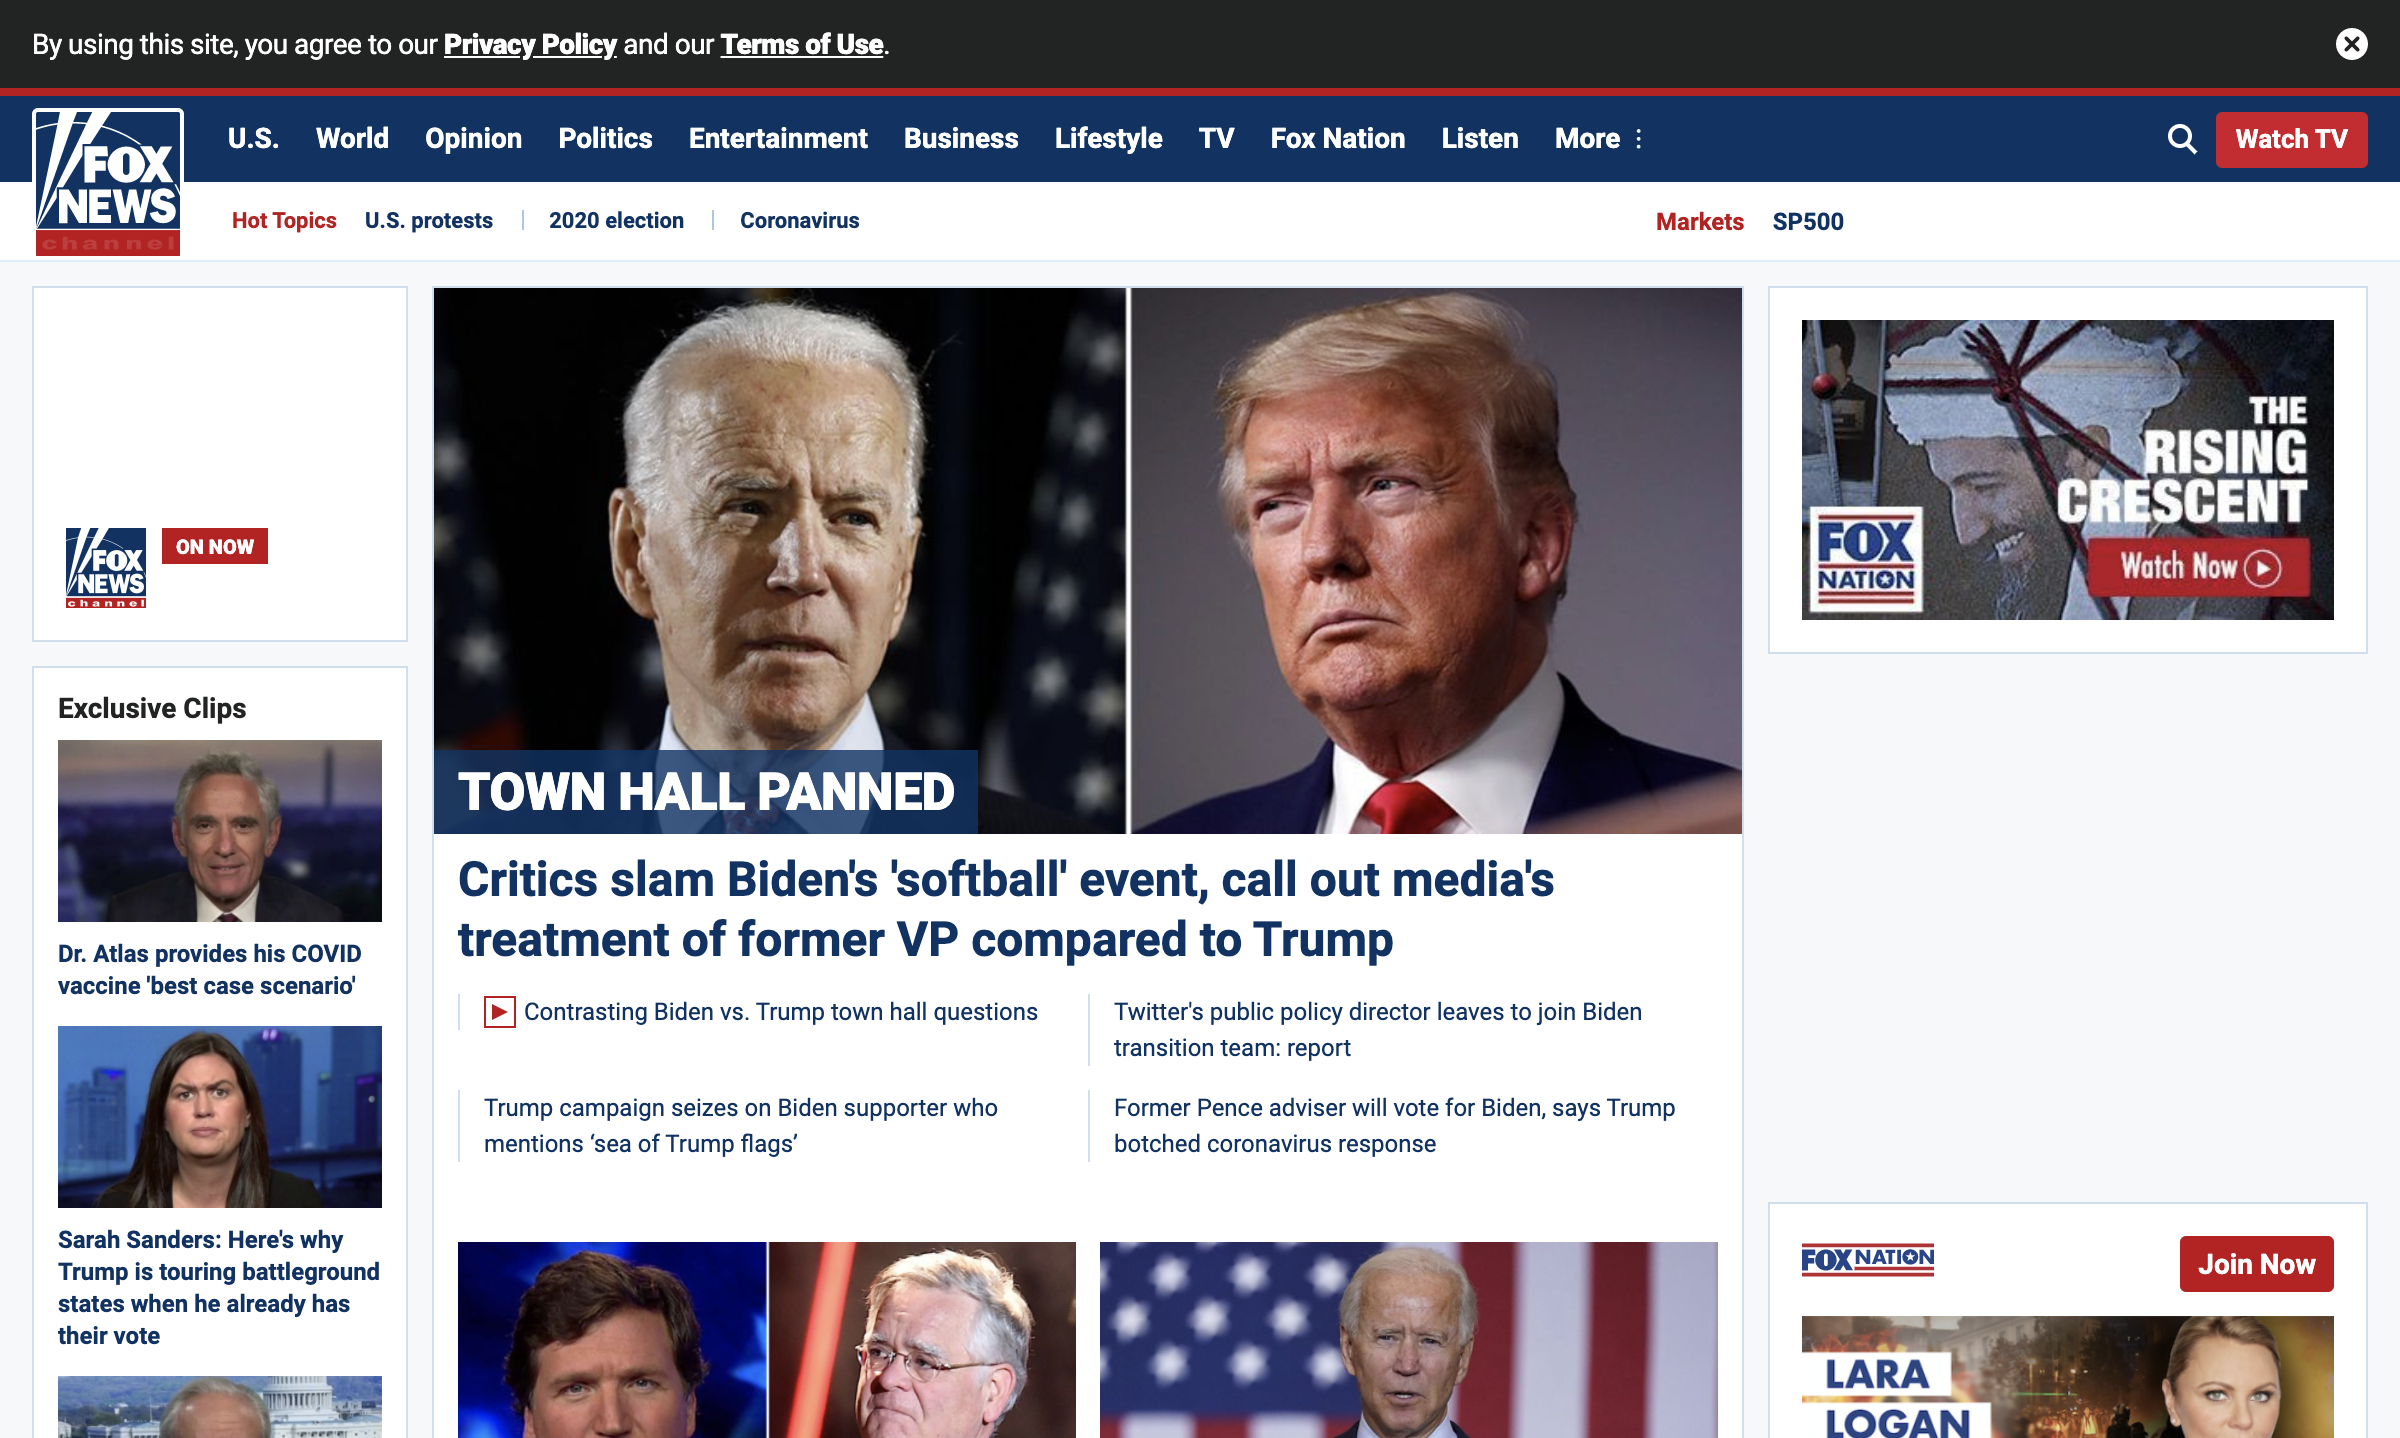 By using this site, you agree to our Privacy Policy and our Terms of Use.
FOX
NEWS
channel
U.S. World Opinion Politics Entertainment Business Lifestyle TV Fox Nation Listen More
Watch TV
Hot Topics U.S. protests 2020 election Coronavirus
Markets SP500
FOX
NEWS
channel
ON NOW
Exclusive Clips
Dr. Atlas provides his COVID
vaccine 'best case scenario'
Sarah Sanders: Here's why
Trump is touring battleground
states when he already has
their vote
TOWN HALL PANNED
Critics slam Biden's 'softball' event, call out media's
treatment of former VP compared to Trump
Contrasting Biden vs. Trump town hall questions
Twitter's public policy director leaves to join Biden
transition team: report
Trump campaign seizes on Biden supporter who
mentions ‘sea of Trump flags’
Former Pence adviser will vote for Biden, says Trump
botched coronavirus response
THE
RISING
CRESCENT
FOX
NATION
Watch Now
FOX NATION
Join Now
LARA
LOGAN